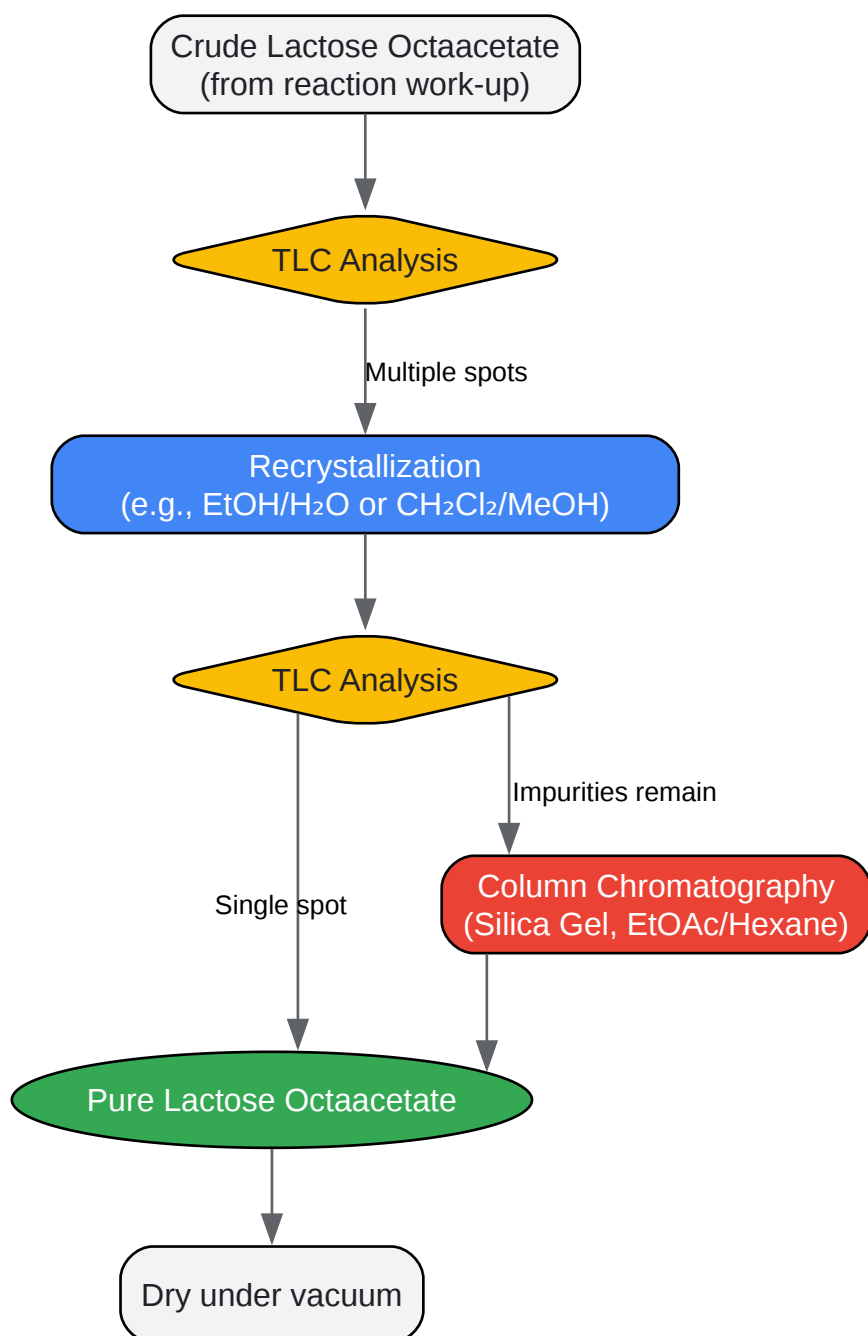 Crude Lactose Octaacetate
(from reaction work-up)
TLC Analysis
Multiple spots
Recrystallization
(e.g., EtOH/H₂O or CH₂Cl₂/MeOH)
TLC Analysis
Impurities remain
Column Chromatography
(Silica Gel, EtOAc/Hexane)
Single spot
Pure Lactose Octaacetate
Dry under vacuum